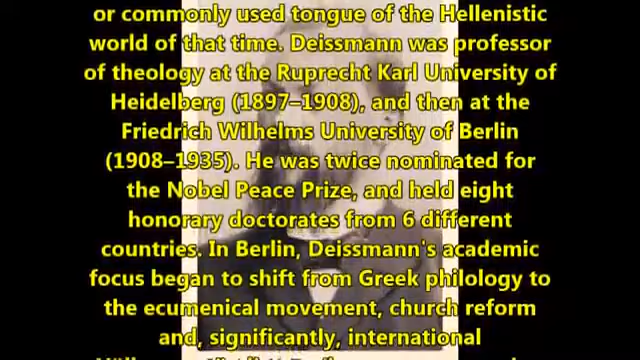 or commonly used tongue of the Hellenistic
world of that time. Deissmann was professor
of theology at the Ruprecht Karl University of
Heidelberg (1897–1908), and then at the
Friedrich Wilhelms University of Berlin
(1908–1935). He was twice nominated for
the Nobel Peace Prize, and held eight
honorary doctorates from 6 different
countries. In Berlin, Deissmann's academic
focus began to shift from Greek philology to
the ecumenical movement, church reform
and, significantly, international